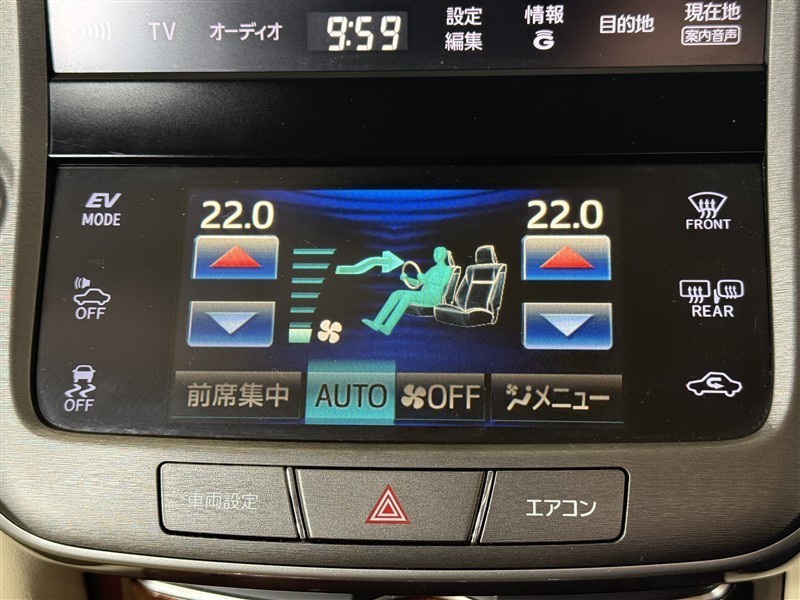 TV
オーディオ
9:59
設定
編集
情報
G
目的地
現在地
案内音声
EV
MODE
22.0
22.0
FRONT
OFF
REAR
OFF
前席集中
AUTO
OFF
メニュー
車両設定
エアコン